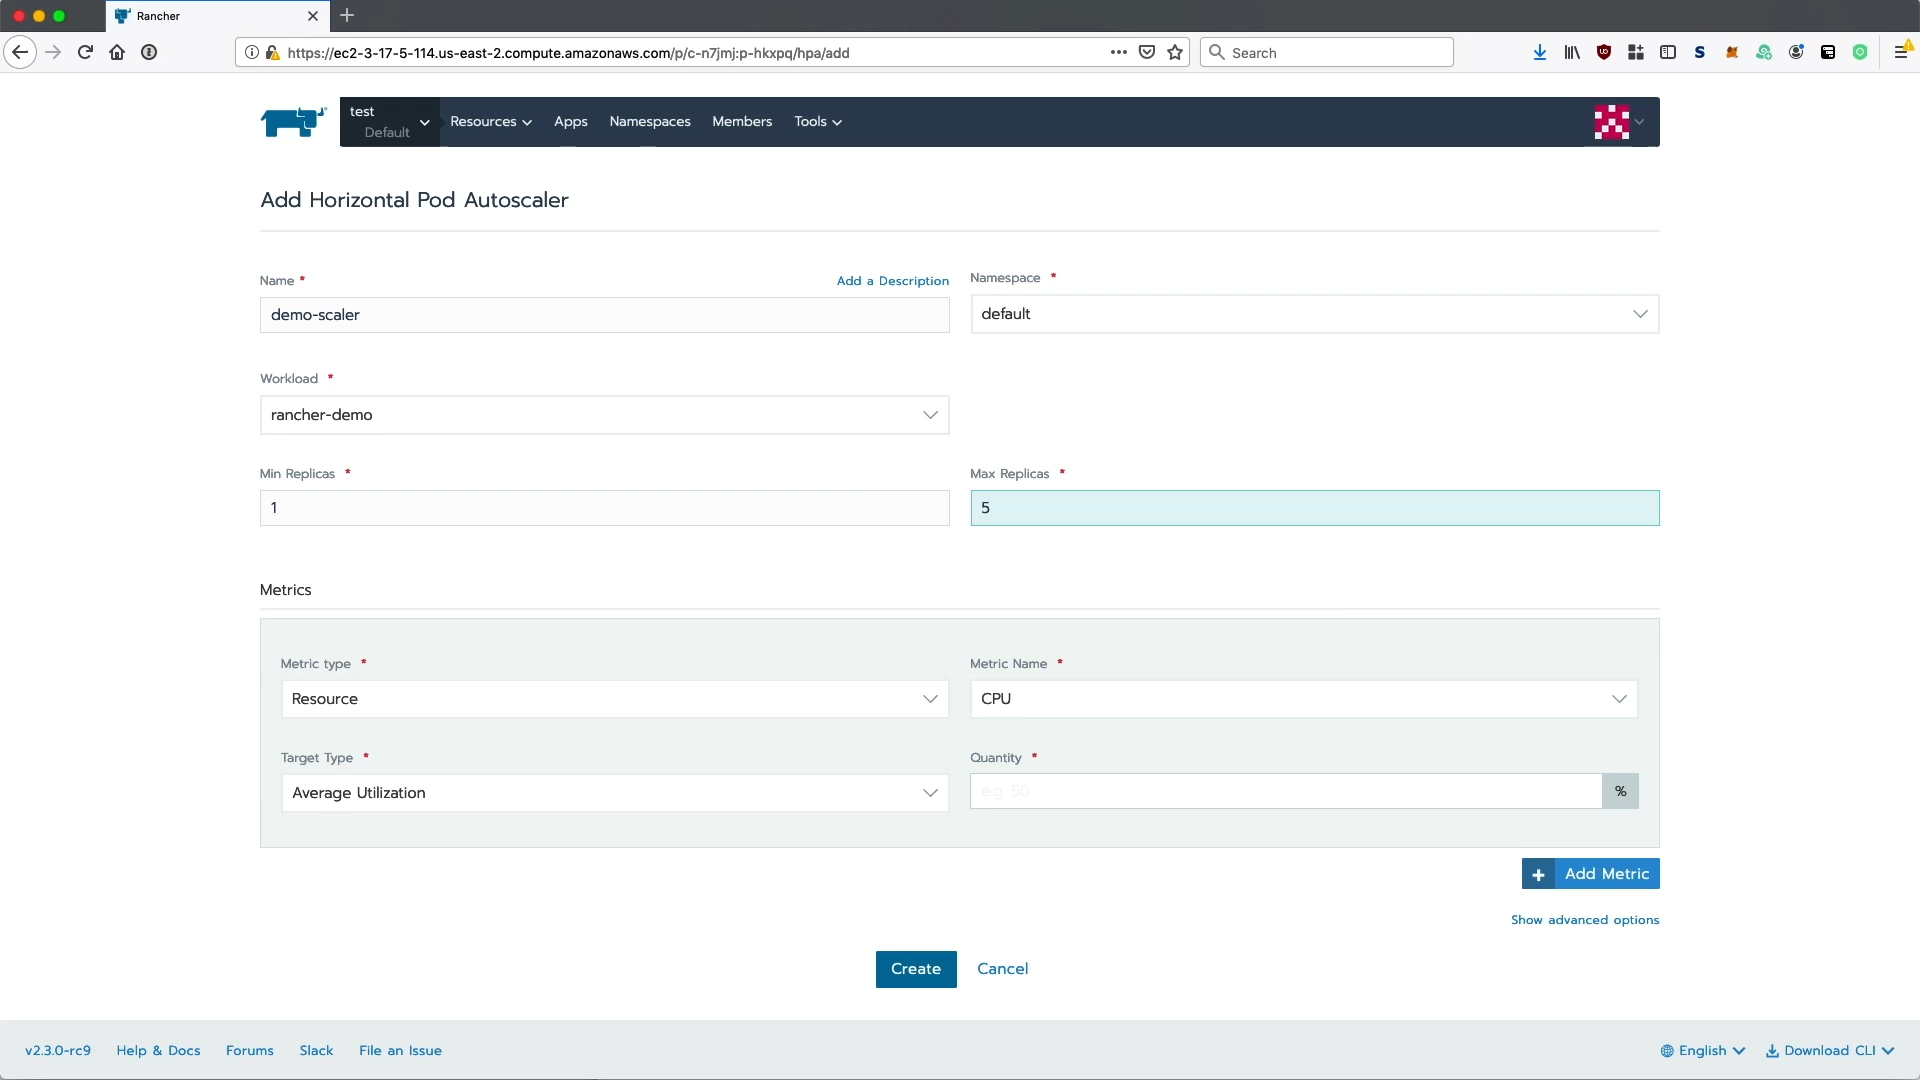 Rancher
https://ec2-3-17-5-114.us-east-2.compute.amazonaws.com/p/c-n7jmj:p-hkxpq/hpa/add
Search
test
Default
Resources
Apps
Namespaces
Members
Tools
Add Horizontal Pod Autoscaler
Name *
Add a Description
Namespace *
demo-scaler
default
Workload *
rancher-demo
Min Replicas *
Max Replicas *
1
5
Metrics
Metric type *
Metric Name *
Resource
CPU
Target Type *
Quantity *
Average Utilization
e.g. 50
%
+ Add Metric
Show advanced options
Create
Cancel
v2.3.0-rc9
Help & Docs
Forums
Slack
File an Issue
English
Download CLI